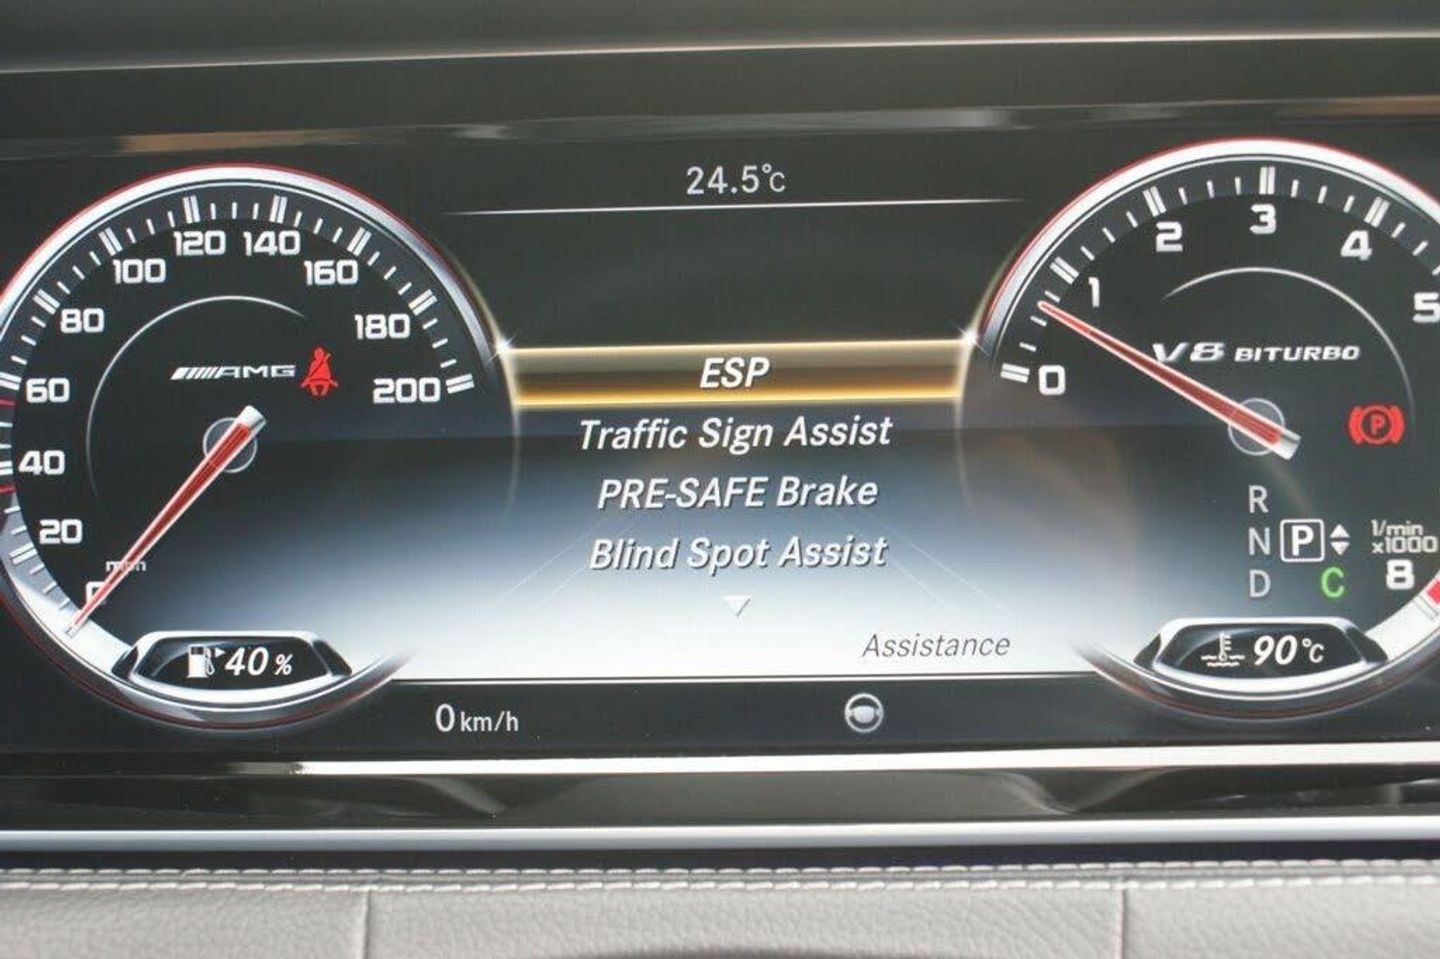 24.5°C
120 140
100 160
80 180
60 200
40
20
mph
0
AMG
40 %
ESP
Traffic Sign Assist
PRE-SAFE Brake
Blind Spot Assist
Assistance
0 km/h
3
2 4
1 5
0
V8 BITURBO
P
R
N P
D C
1/min
x1000
8
90°C